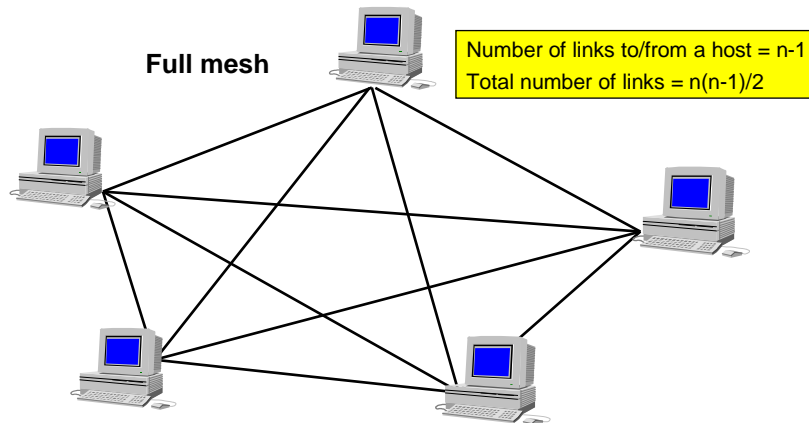 Full mesh
Number of links to/from a host = n-1
Total number of links = n(n-1)/2